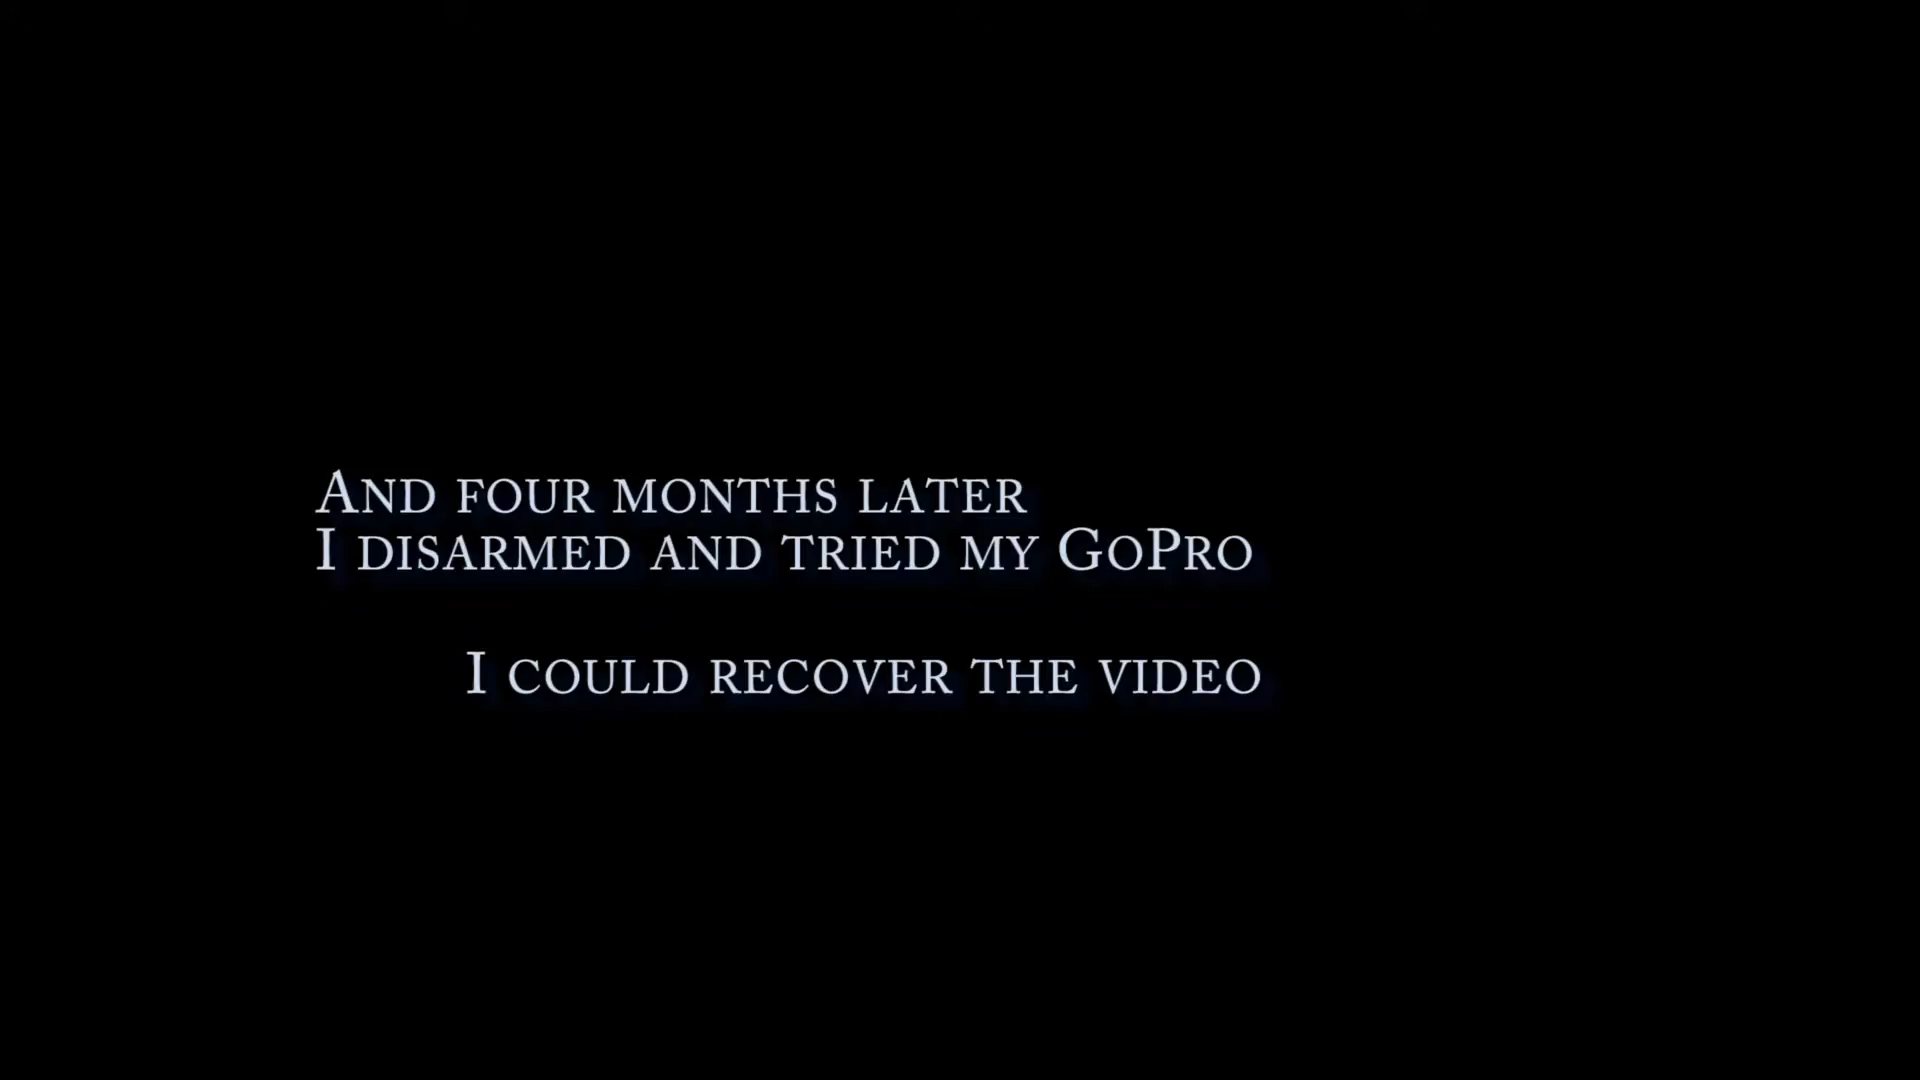 And four months later
I disarmed and tried my GoPro
I could recover the video